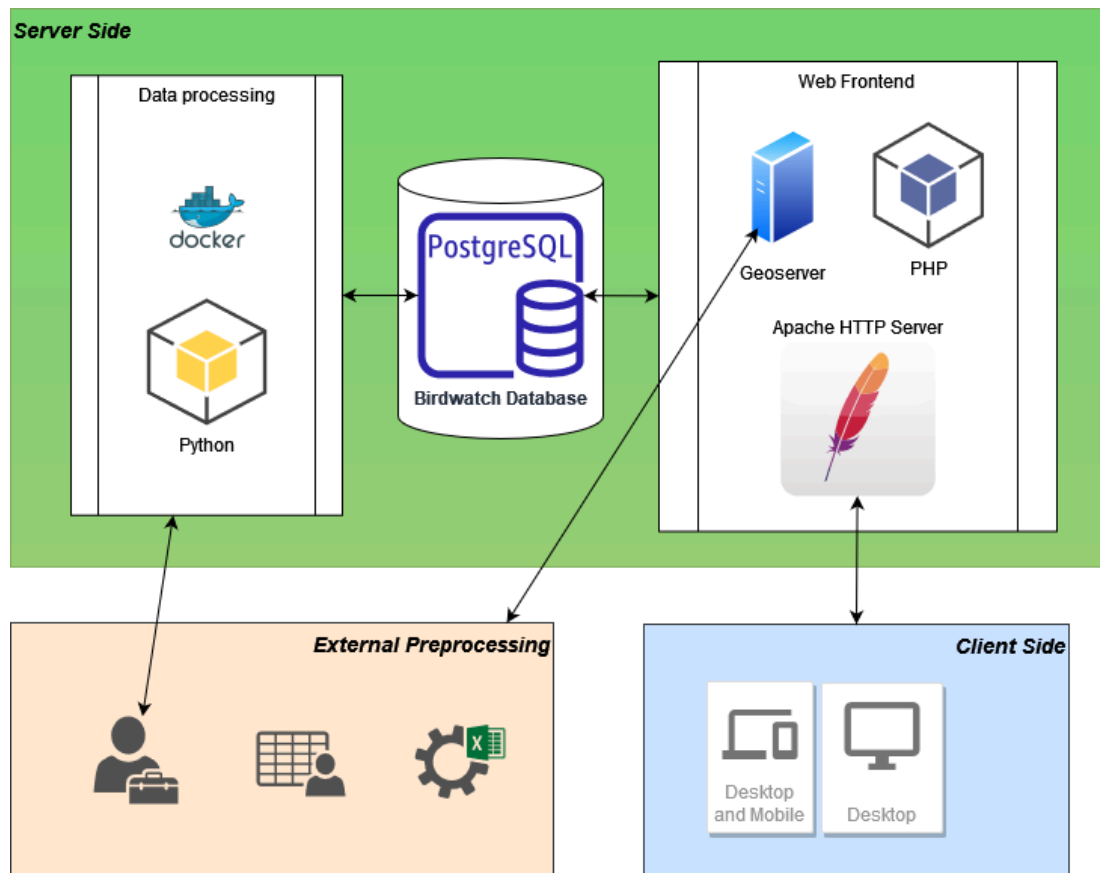 Server Side
Data processing
docker
Python
PostgreSQL
Birdwatch Database
Web Frontend
Geoserver
PHP
Apache HTTP Server
External Preprocessing
X
Client Side
Desktop
and Mobile
Desktop